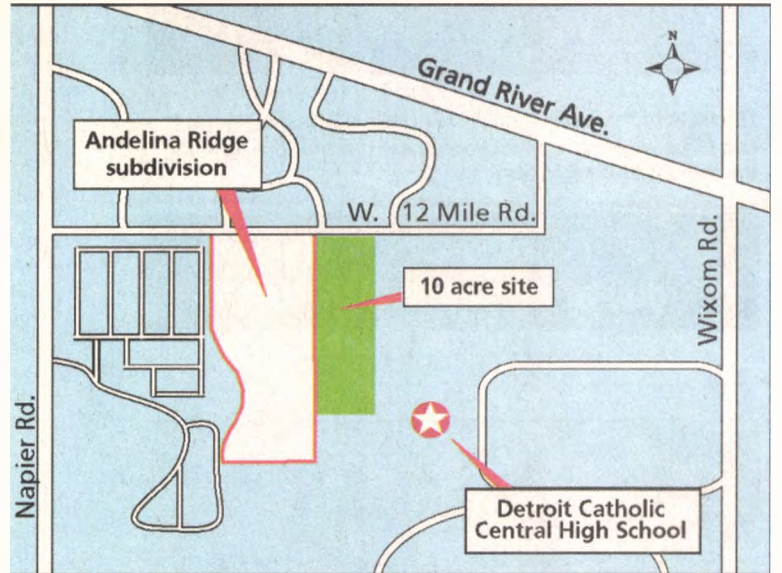 N
Grand River Ave.
Andelina Ridge
subdivision
W. 12 Mile Rd.
10 acre site
Wixom Rd.
Napier Rd.
Detroit Catholic
Central High School